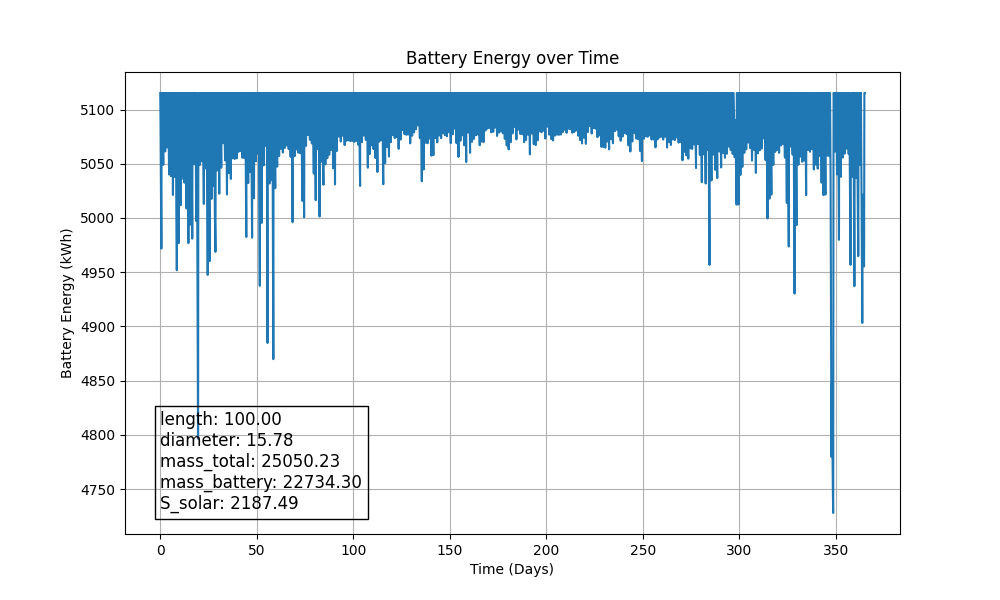 Battery Energy over Time
Battery Energy (kWh)
5100
5050
5000
4950
4900
4850
4800
4750
length: 100.00
diameter: 15.78
mass_total: 25050.23
mass_battery: 22734.30
S_solar: 2187.49
0 50 100 150 200 250 300 350
Time (Days)